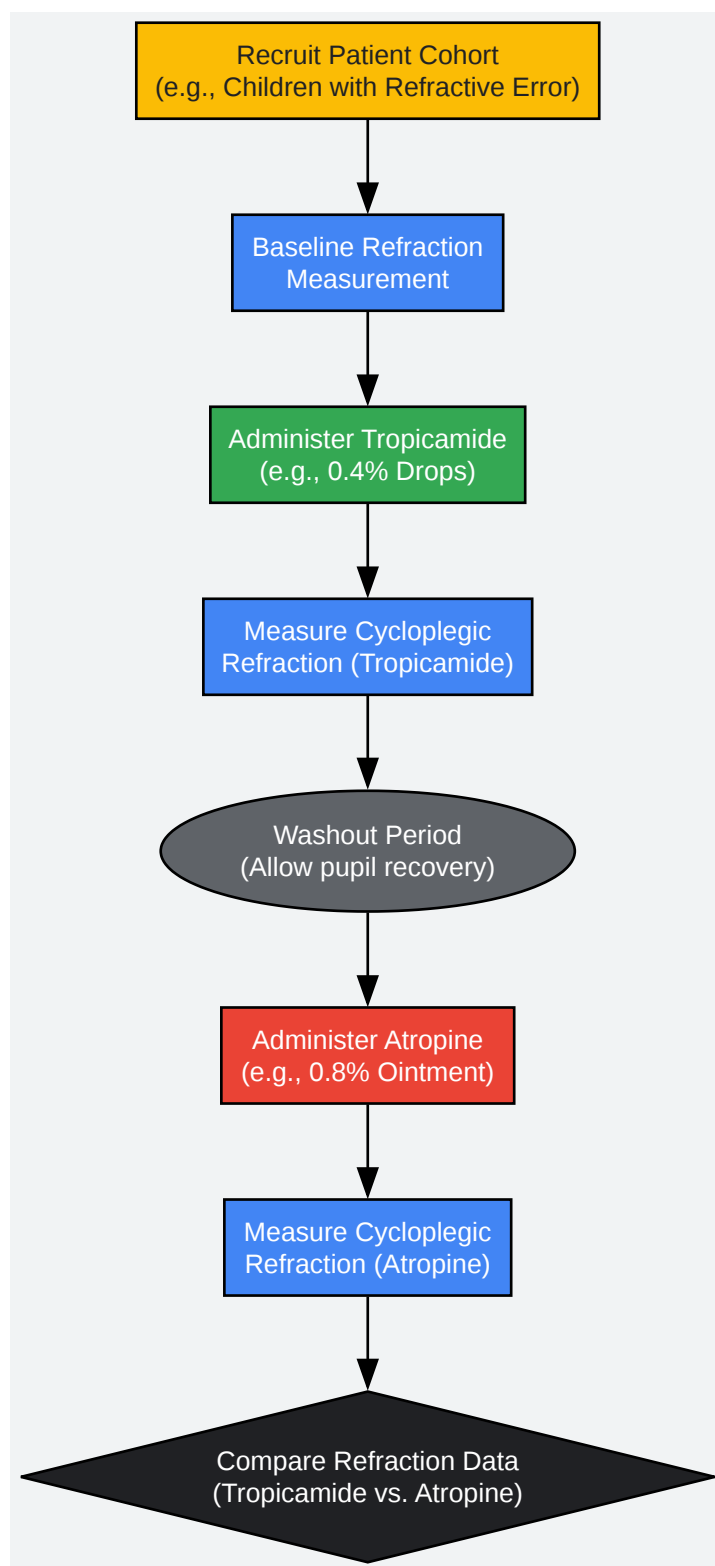 Recruit Patient Cohort
(e.g., Children with Refractive Error)
Baseline Refraction
Measurement
Administer Tropicamide
(e.g., 0.4% Drops)
Measure Cycloplegic
Refraction (Tropicamide)
Washout Period
(Allow pupil recovery)
Administer Atropine
(e.g., 0.8% Ointment)
Measure Cycloplegic
Refraction (Atropine)
Compare Refraction Data
(Tropicamide vs. Atropine)